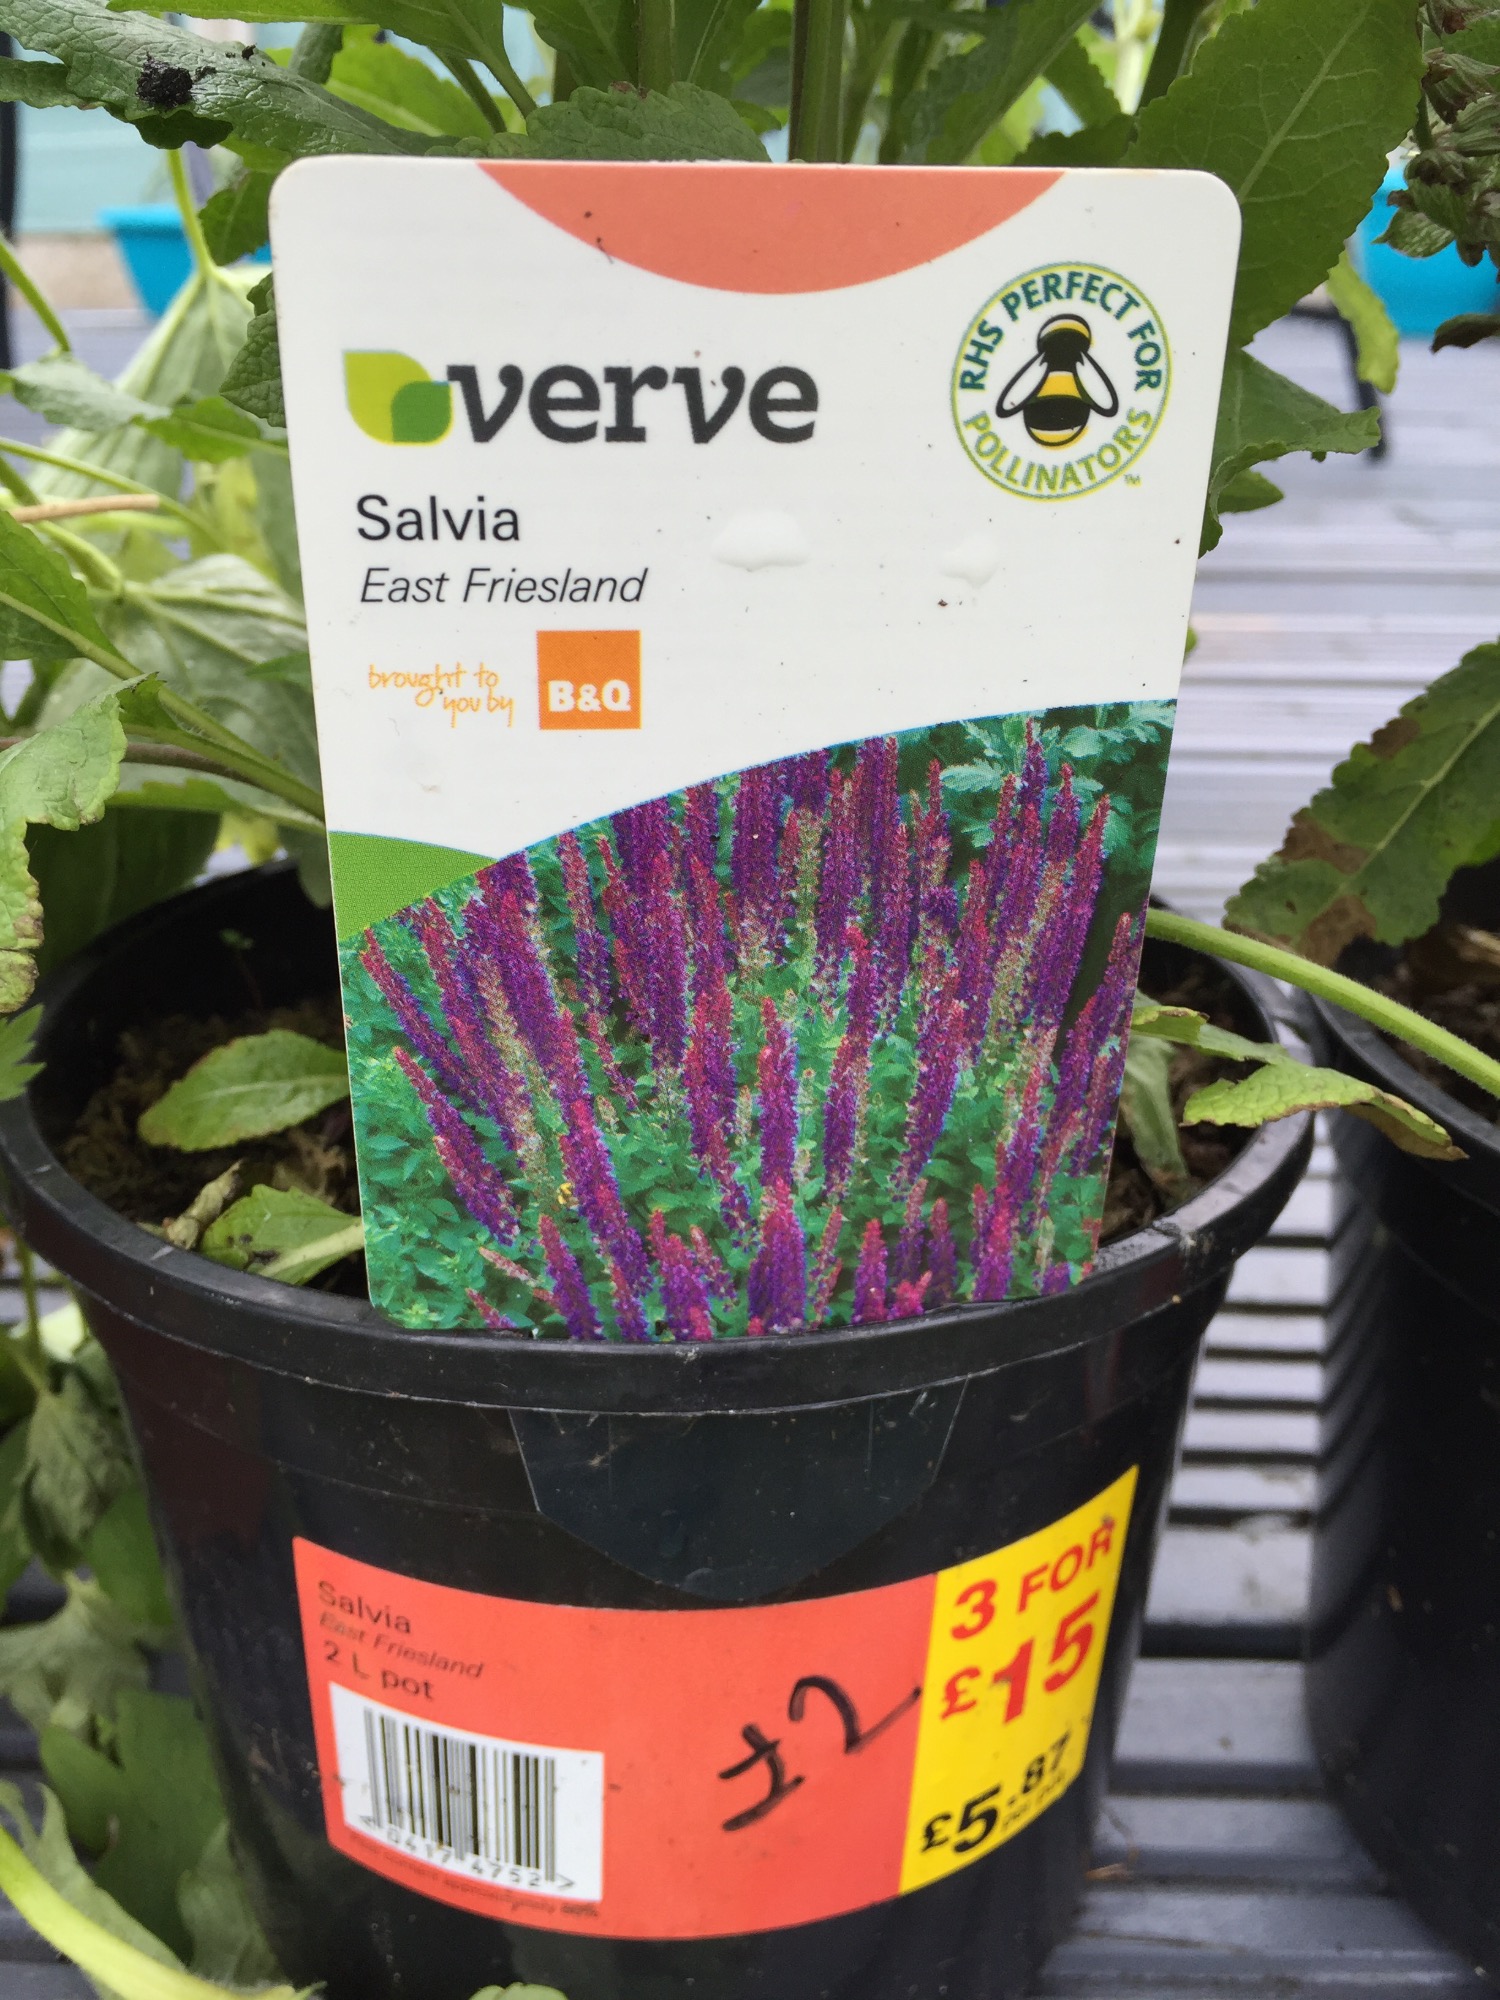 verve
RHS PERFECT FOR
POLLINATORS
TM
Salvia
East Friesland
brought to
you by
B&Q
Salvia
East Friesland
2 L pot
£2
3 FOR
£15
£5.87